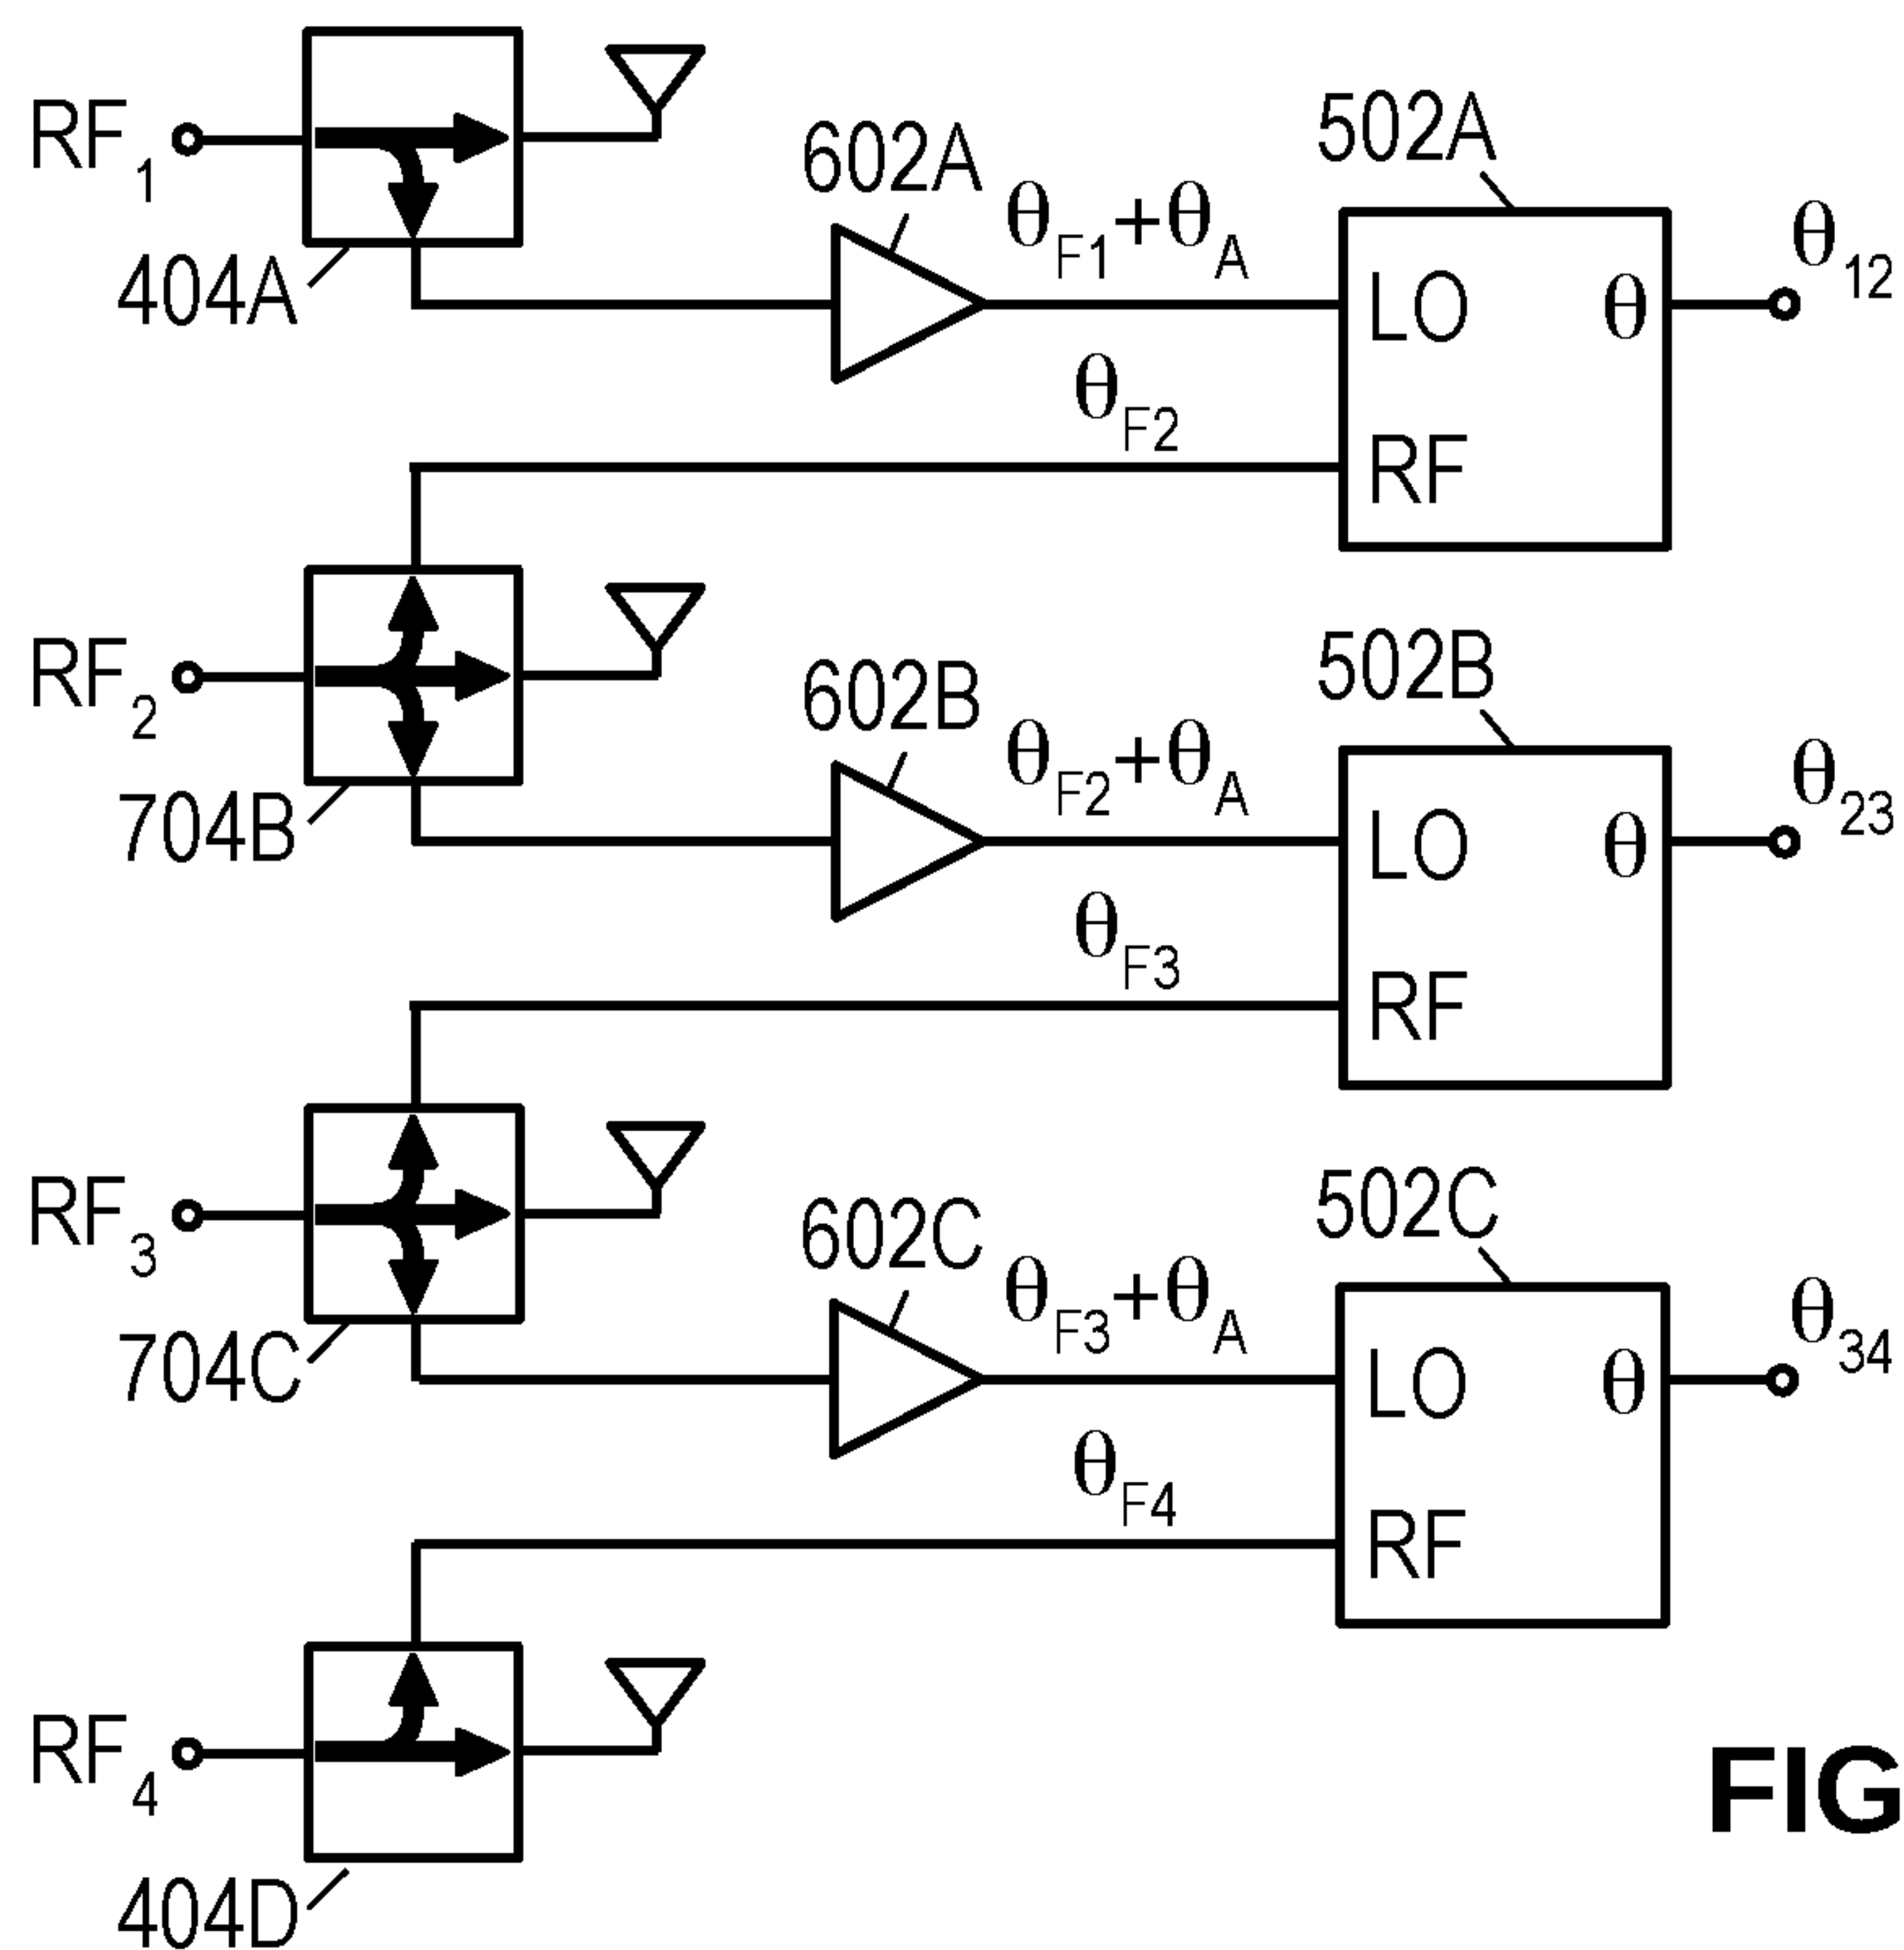 RF1
404A
602A
θF1+θA
502A
LO θ
θ12
θF2
RF
RF2
704B
602B
θF2+θA
502B
LO θ
θ23
θF3
RF
RF3
704C
602C
θF3+θA
502C
LO θ
θ34
θF4
RF
RF4
404D
FIG